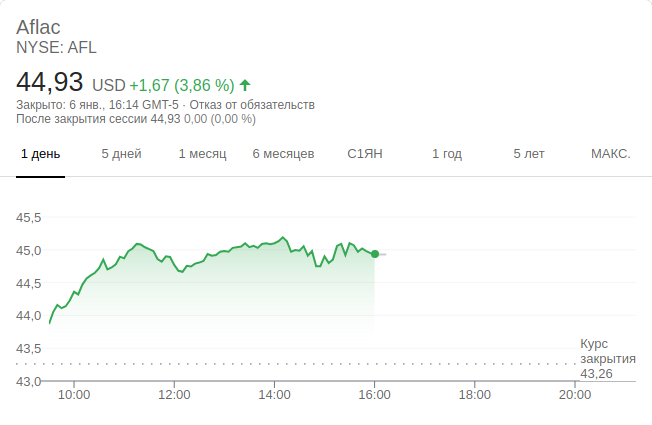 Aflac
NYSE: AFL
44,93 USD +1,67 (3,86 %)
Закрыто: 6 янв., 16:14 GMT-5 · Отказ от обязательств
После закрытия сессии 44,93 0,00 (0,00 %)
1 день 5 дней 1 месяц 6 месяцев С1ЯН 1 год 5 лет МАКС.
45,5
45,0
44,5
44,0
43,5
43,0
Курс
закрытия
43,26
10:00 12:00 14:00 16:00 18:00 20:00